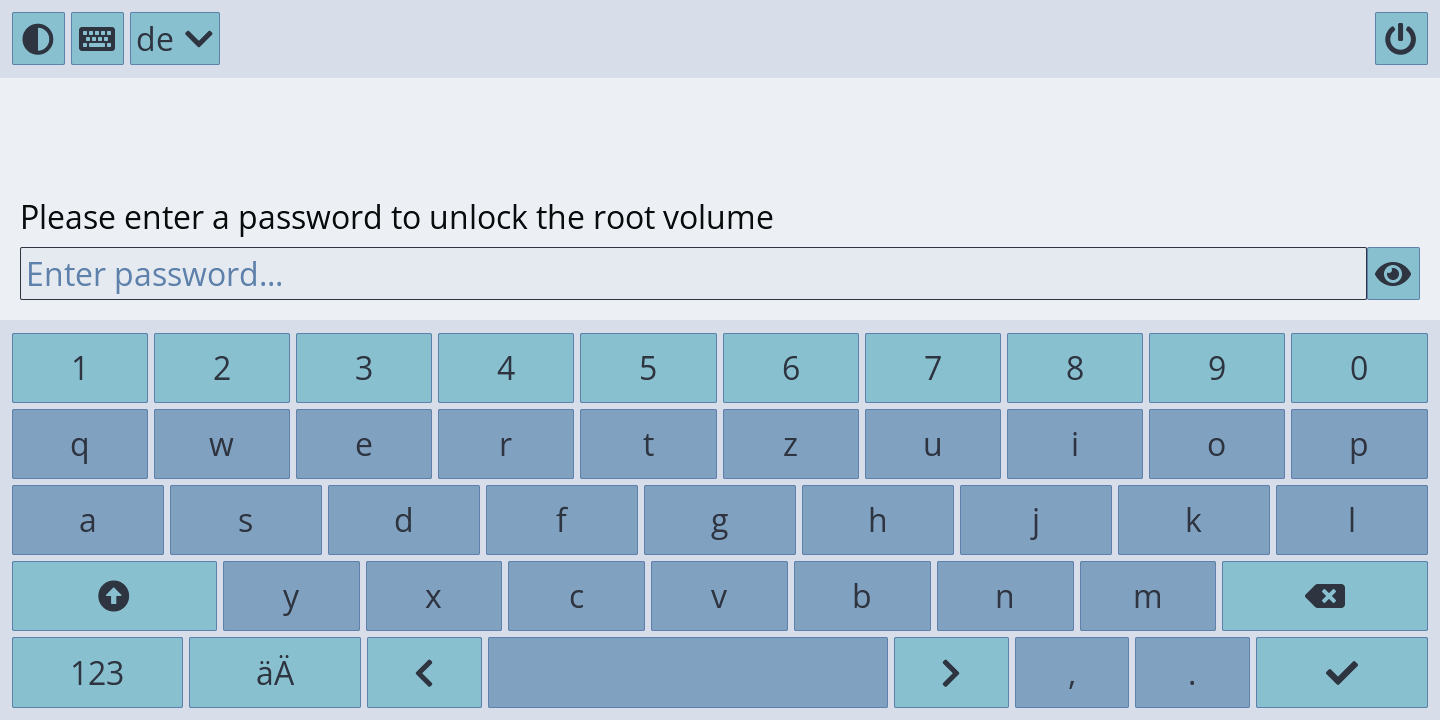 de
Please enter a password to unlock the root volume
Enter password...
1 2 3 4 5 6 7 8 9 0
q w e r t z u i o p
a s d f g h j k l
y x c v b n m
123 äÄ , .